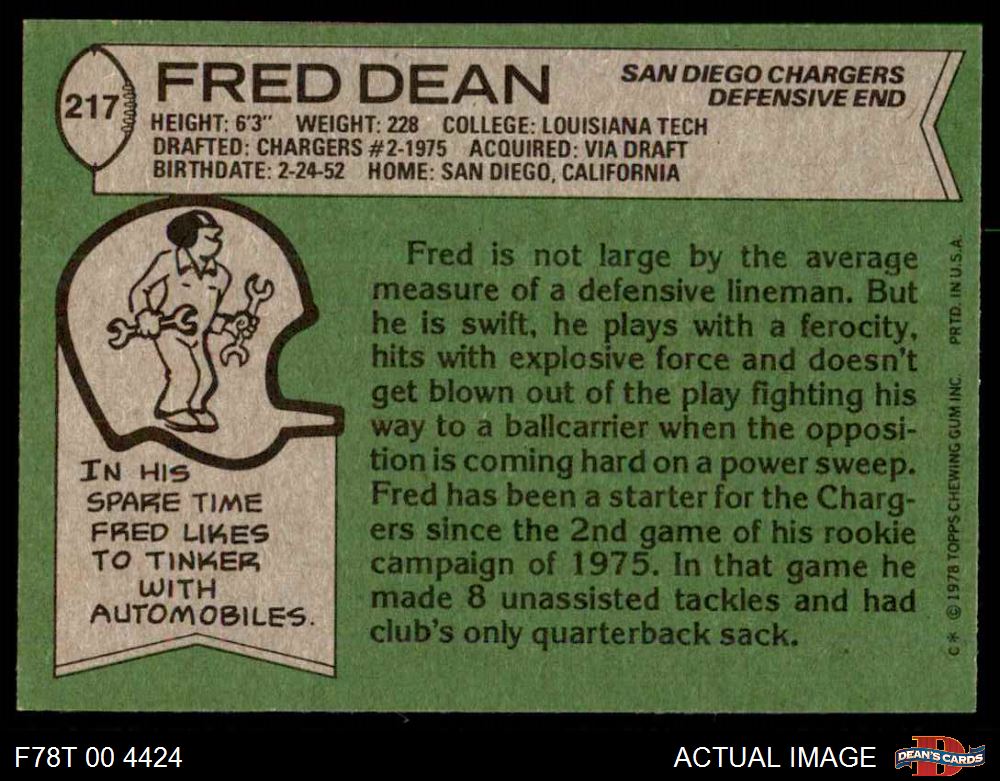 217
FRED DEAN
SAN DIEGO CHARGERS
DEFENSIVE END
HEIGHT: 6'3" WEIGHT: 228 COLLEGE: LOUISIANA TECH
DRAFTED: CHARGERS #2-1975 ACQUIRED: VIA DRAFT
BIRTHDATE: 2-24-52 HOME: SAN DIEGO, CALIFORNIA
IN HIS
SPARE TIME
FRED LIKES
TO TINKER
WITH
AUTOMOBILES.
Fred is not large by the average
measure of a defensive lineman. But
he is swift, he plays with a ferocity,
hits with explosive force and doesn't
get blown out of the play fighting his
way to a ballcarrier when the opposi-
tion is coming hard on a power sweep.
Fred has been a starter for the Charg-
ers since the 2nd game of his rookie
campaign of 1975. In that game he
made 8 unassisted tackles and had
club's only quarterback sack.
C* © 1978 TOPPS CHEWING GUM INC. PRTD. IN U.S.A.
F78T 00 4424
ACTUAL IMAGE
D
DEAN'S CARDS